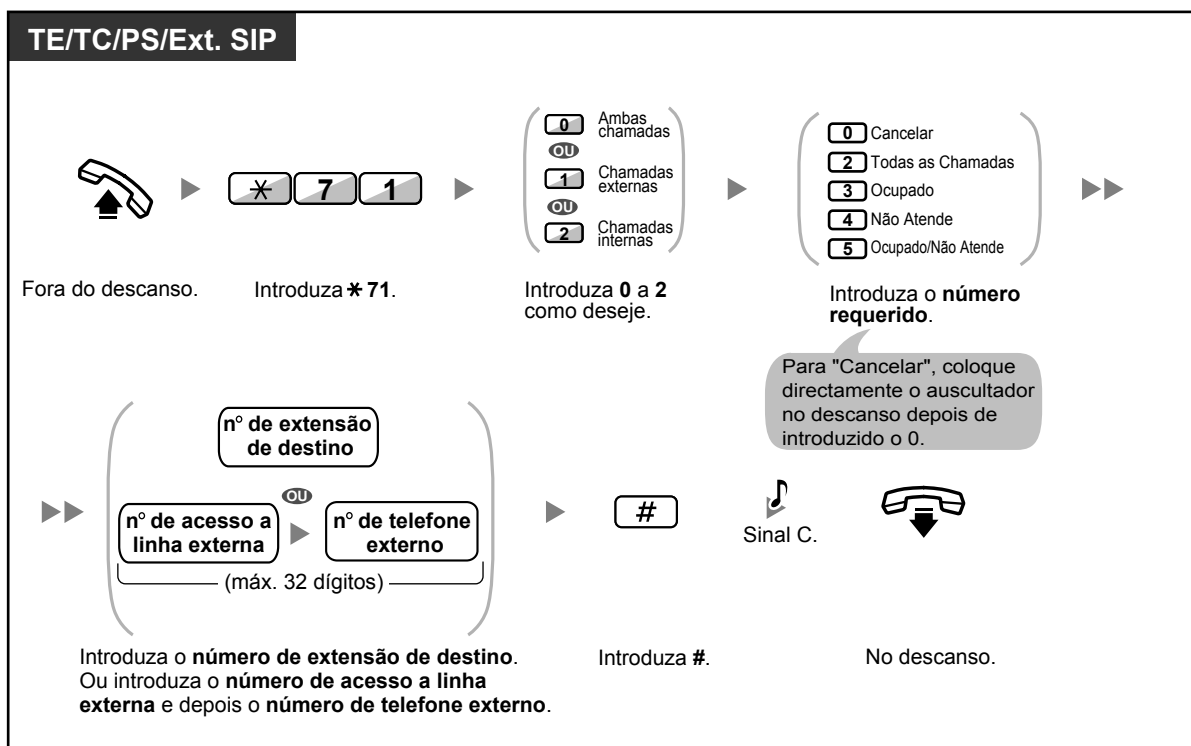 TE/TC/PS/Ext. SIP
Fora do descanso.
* 7 1
Introduza * 71.
0 Ambas
chamadas
OU
1 Chamadas
externas
OU
2 Chamadas
internas
Introduza 0 a 2
como deseje.
0 Cancelar
2 Todas as Chamadas
3 Ocupado
4 Não Atende
5 Ocupado/Não Atende
Introduza o número
requerido.
Para "Cancelar", coloque
directamente o auscultador
no descanso depois de
introduzido o 0.
n° de extensão
de destino
OU
n° de acesso a
linha externa
n° de telefone
externo
(máx. 32 dígitos)
Introduza o número de extensão de destino.
Ou introduza o número de acesso a linha
externa e depois o número de telefone externo.
#
Introduza #.
Sinal C.
No descanso.